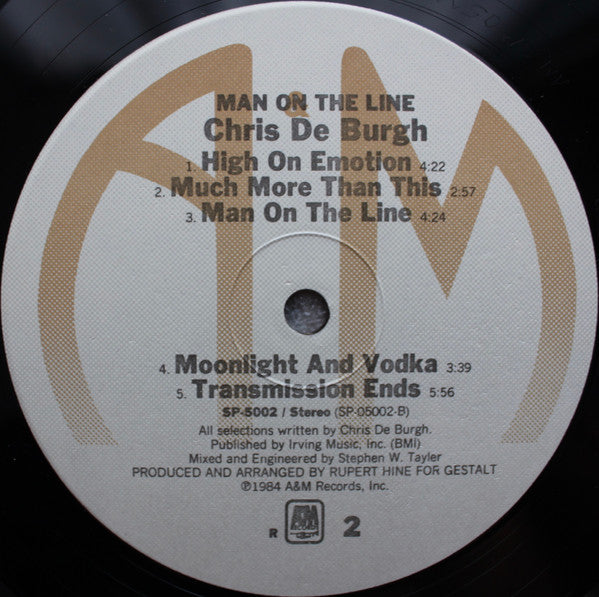 A&M
MAN ON THE LINE
Chris De Burgh
1. High On Emotion 4:22
2. Much More Than This 2:57
3. Man On The Line 4:24
4. Moonlight And Vodka 3:39
5. Transmission Ends 5:56
SP-5002 / Stereo (SP-05002-B)
All selections written by Chris De Burgh.
Published by Irving Music, Inc. (BMI)
Mixed and Engineered by Stephen W. Tayler
PRODUCED AND ARRANGED BY RUPERT HINE FOR GESTALT
℗1984 A&M Records, Inc.
R A&M RECORDS 2